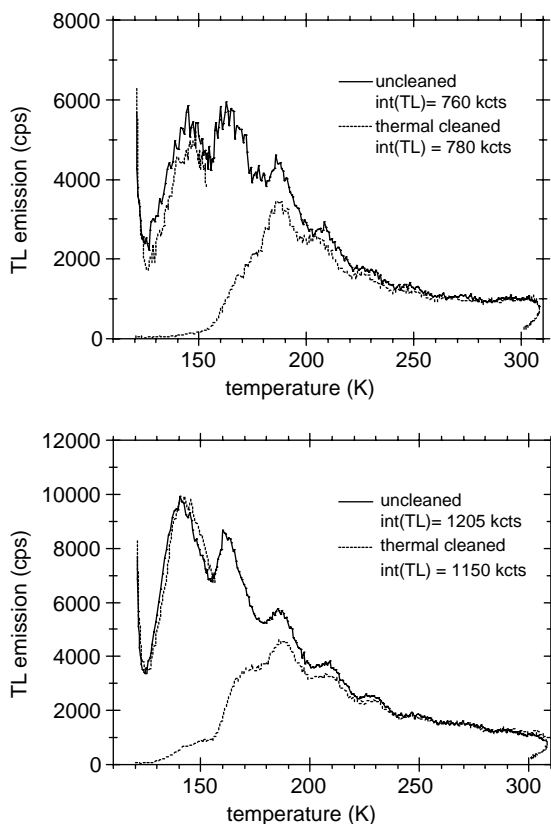 8000
6000
4000
2000
0
TL emission (cps)
uncleaned
int(TL)= 760 kcts
thermal cleaned
int(TL) = 780 kcts
150 200 250 300
temperature (K)
12000
10000
8000
6000
4000
2000
0
TL emission (cps)
uncleaned
int(TL)= 1205 kcts
thermal cleaned
int(TL) = 1150 kcts
150 200 250 300
temperature (K)